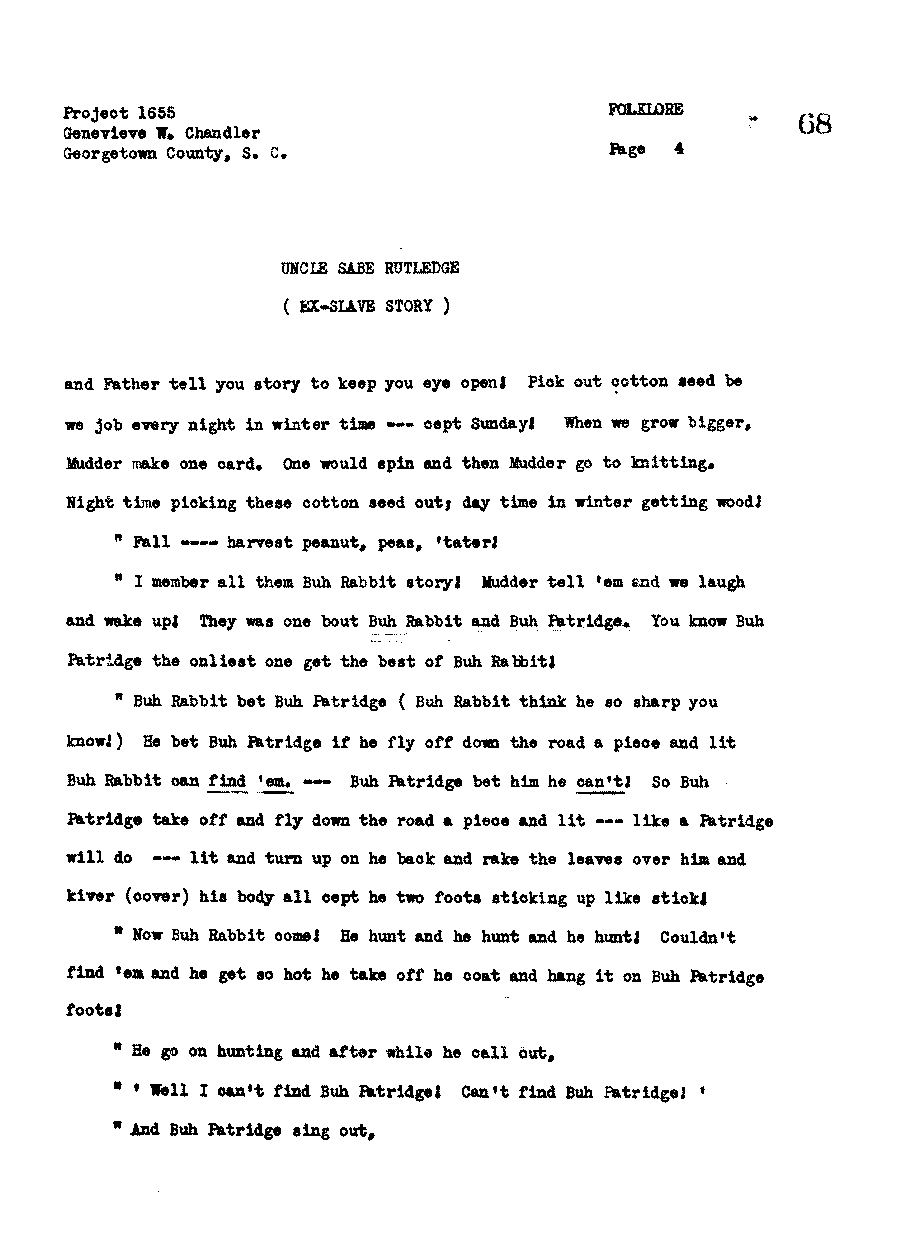 Project 1655
Genevieve W. Chandler
Georgetown County, S. C.
FOLKLORE
Page 4
68
UNCLE SABE RUTLEDGE
( EX-SLAVE STORY )
and Father tell you story to keep you eye open! Pick out cotton seed be
we job every night in winter time --- cept Sunday! When we grow bigger,
Mudder make one card. One would spin and then Mudder go to knitting.
Night time picking these cotton seed out; day time in winter getting wood!
" Fall ---- harvest peanut, peas, 'tater!
" I member all them Buh Rabbit story! Mudder tell 'em and we laugh
and wake up! They was one bout Buh Rabbit and Buh Patridge. You know Buh
Patridge the onliest one get the best of Buh Rabbit!
" Buh Rabbit bet Buh Patridge ( Buh Rabbit think he so sharp you
know!) He bet Buh Patridge if he fly off down the road a piece and lit
Buh Rabbit can find 'em. --- Buh Patridge bet him he can't! So Buh
Patridge take off and fly down the road a piece and lit --- like a Patridge
will do --- lit and turn up on he back and rake the leaves over him and
kiver (cover) his body all cept he two foots sticking up like stick!
" Now Buh Rabbit come! He hunt and he hunt and he hunt! Couldn't
find 'em and he get so hot he take off he coat and hang it on Buh Patridge
foots!
" He go on hunting and after while he call out,
" ' Well I can't find Buh Patridge! Can't find Buh Patridge! '
" And Buh Patridge sing out,